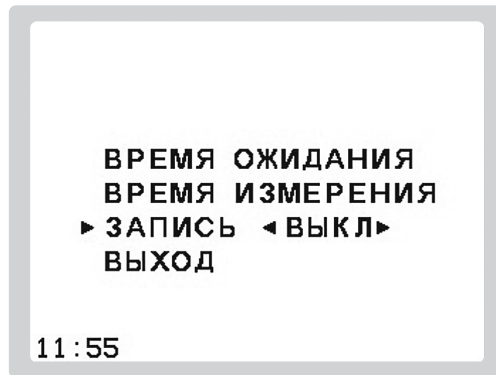 ВРЕМЯ ОЖИДАНИЯ
ВРЕМЯ ИЗМЕРЕНИЯ
▸ ЗАПИСЬ ◂ВЫКЛ▸
ВЫХОД
11:55